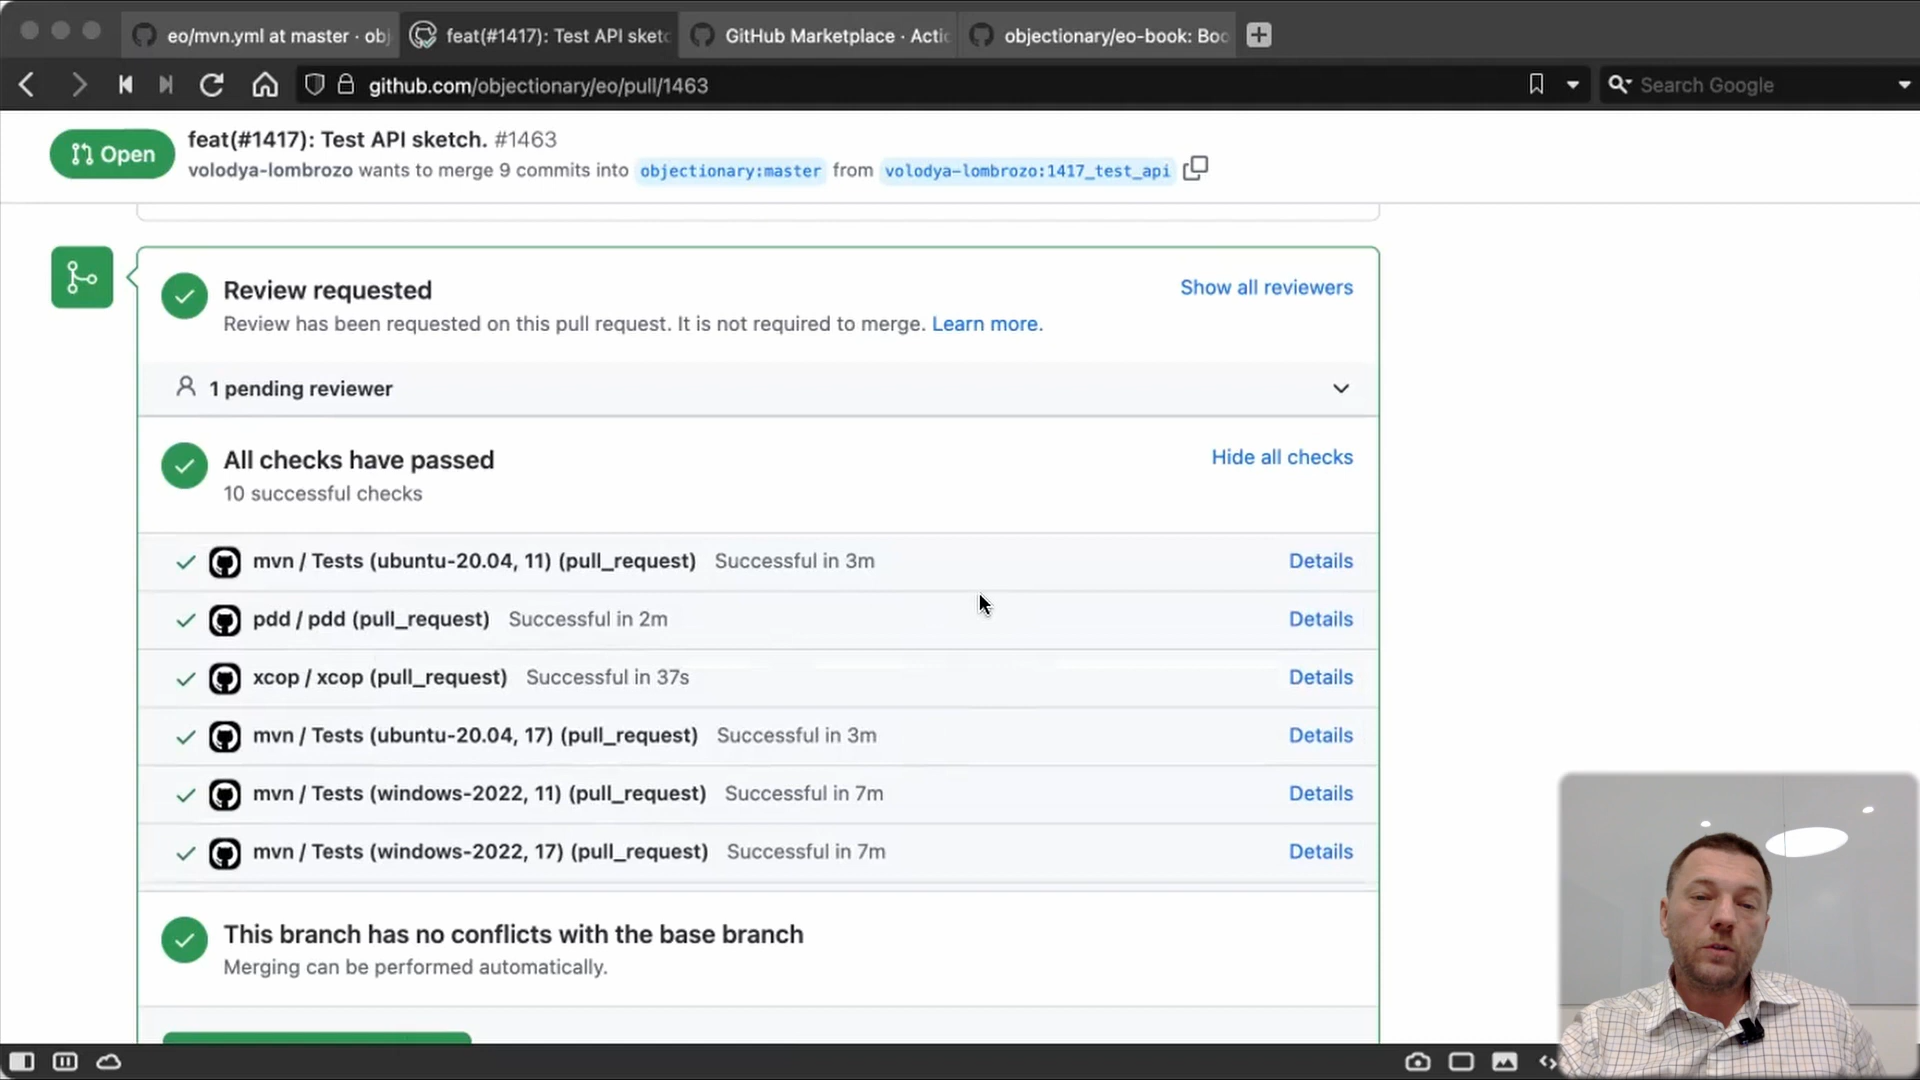 eo/mvn.yml at master · obj
feat(#1417): Test API sketc
GitHub Marketplace · Actio
objectionary/eo-book: Boo
github.com/objectionary/eo/pull/1463
Search Google
Open
feat(#1417): Test API sketch. #1463
volodya-lombrozo wants to merge 9 commits into objectionary:master from volodya-lombrozo:1417_test_api
Review requested
Show all reviewers
Review has been requested on this pull request. It is not required to merge. Learn more.
1 pending reviewer
All checks have passed
Hide all checks
10 successful checks
mvn / Tests (ubuntu-20.04, 11) (pull_request) Successful in 3m Details
pdd / pdd (pull_request) Successful in 2m Details
xcop / xcop (pull_request) Successful in 37s Details
mvn / Tests (ubuntu-20.04, 17) (pull_request) Successful in 3m Details
mvn / Tests (windows-2022, 11) (pull_request) Successful in 7m Details
mvn / Tests (windows-2022, 17) (pull_request) Successful in 7m Details
This branch has no conflicts with the base branch
Merging can be performed automatically.